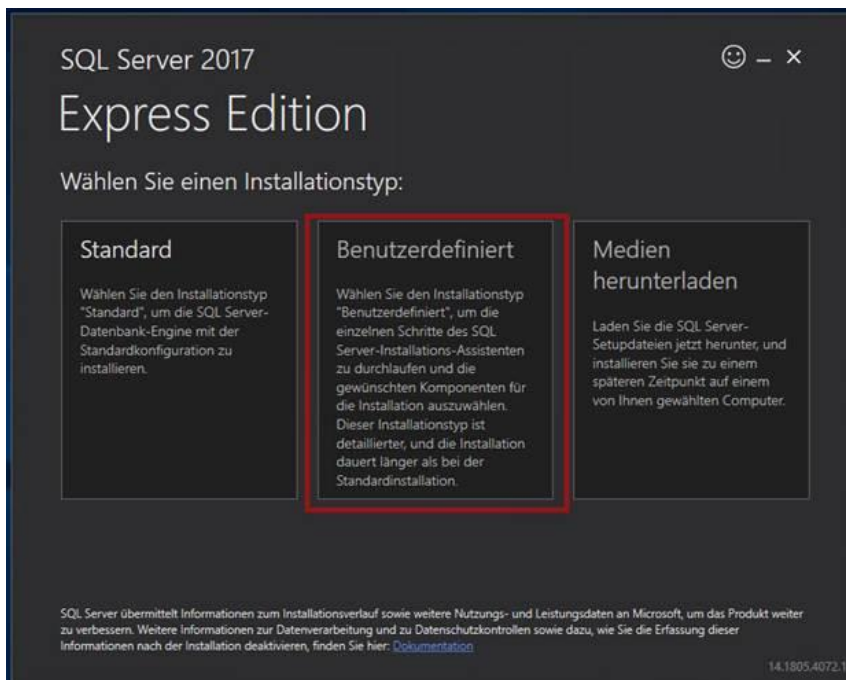 SQL Server 2017
Express Edition
Wählen Sie einen Installationstyp:
Standard
Wählen Sie den Installationstyp
"Standard", um die SQL Server-
Datenbank-Engine mit der
Standardkonfiguration zu
installieren.
Benutzerdefiniert
Wählen Sie den Installationstyp
"Benutzerdefiniert", um die
einzelnen Schritte des SQL
Server-Installations-Assistenten
zu durchlaufen und die
gewünschten Komponenten für
die Installation auszuwählen.
Dieser Installationstyp ist
detaillierter, und die Installation
dauert länger als bei der
Standardinstallation.
Medien
herunterladen
Laden Sie die SQL Server-
Setupdateien jetzt herunter, und
installieren Sie sie zu einem
späteren Zeitpunkt auf einem
von Ihnen gewählten Computer.
SQL Server übermittelt Informationen zum Installationsverlauf sowie weitere Nutzungs- und Leistungsdaten an Microsoft, um das Produkt weiter
zu verbessern. Weitere Informationen zur Datenverarbeitung und zu Datenschutzkontrollen sowie dazu, wie Sie die Erfassung dieser
Informationen nach der Installation deaktivieren, finden Sie hier: Dokumentation
14.1805.4072.1